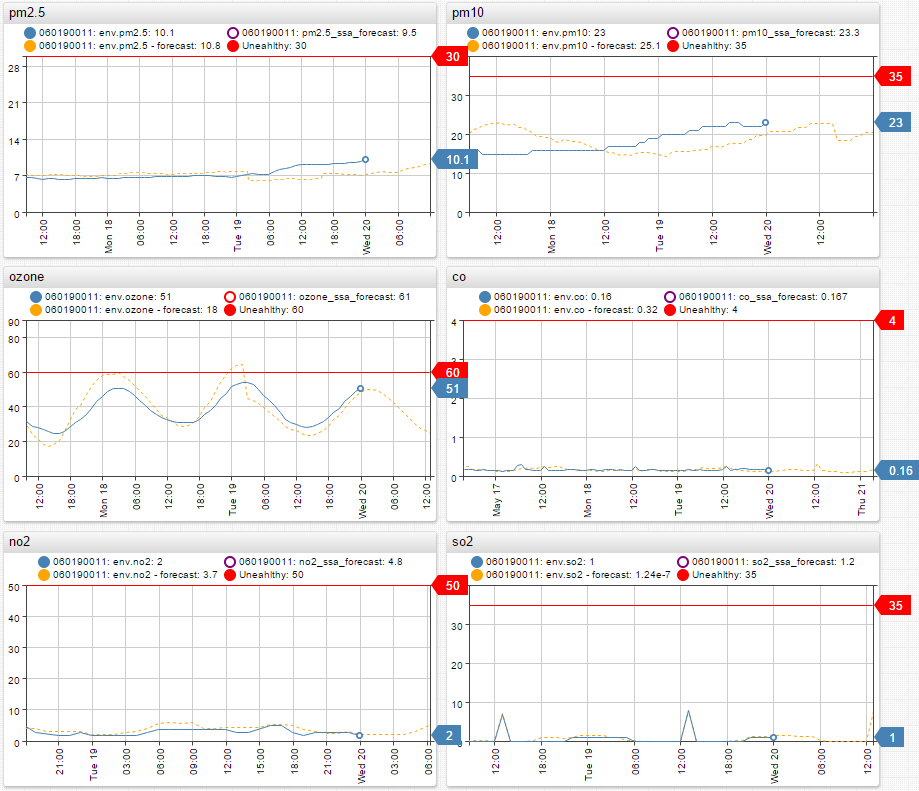 pm2.5
060190011: env.pm2.5: 10.1 060190011: pm2.5_ssa_forecast: 9.5
060190011: env.pm2.5 - forecast: 10.8 Uneahlthy: 30
30
28
21
14
10.1
7
0
12:00 18:00 Mon 18 06:00 12:00 18:00 Tue 19 06:00 12:00 18:00 Wed 20 06:00
pm10
060190011: env.pm10: 23 060190011: pm10_ssa_forecast: 23.3
060190011: env.pm10 - forecast: 25.1 Uneahlthy: 35
40
35
30
23
20
10
0
12:00 Mon 18 12:00 Tue 19 12:00 Wed 20 12:00
ozone
060190011: env.ozone: 51 060190011: ozone_ssa_forecast: 61
060190011: env.ozone - forecast: 18 Uneahlthy: 60
90
80
60
60
51
40
20
0
12:00 18:00 Mon 18 06:00 12:00 18:00 Tue 19 06:00 12:00 18:00 Wed 20 06:00 12:00
co
060190011: env.co: 0.16 060190011: co_ssa_forecast: 0.167
060190011: env.co - forecast: 0.32 Uneahlthy: 4
4
4
3
2
1
0.16
0
May 17 12:00 Mon 18 12:00 Tue 19 12:00 Wed 20 12:00 Thu 21
no2
060190011: env.no2: 2 060190011: no2_ssa_forecast: 4.8
060190011: env.no2 - forecast: 3.7 Uneahlthy: 50
50
50
40
30
20
10
2
0
21:00 Tue 19 03:00 06:00 09:00 12:00 15:00 18:00 21:00 Wed 20 03:00 06:00
so2
060190011: env.so2: 1 060190011: so2_ssa_forecast: 1.2
060190011: env.so2 - forecast: 1.24e-7 Uneahlthy: 35
35
30
20
10
1
0
12:00 18:00 Tue 19 06:00 12:00 18:00 Wed 20 06:00 12:00